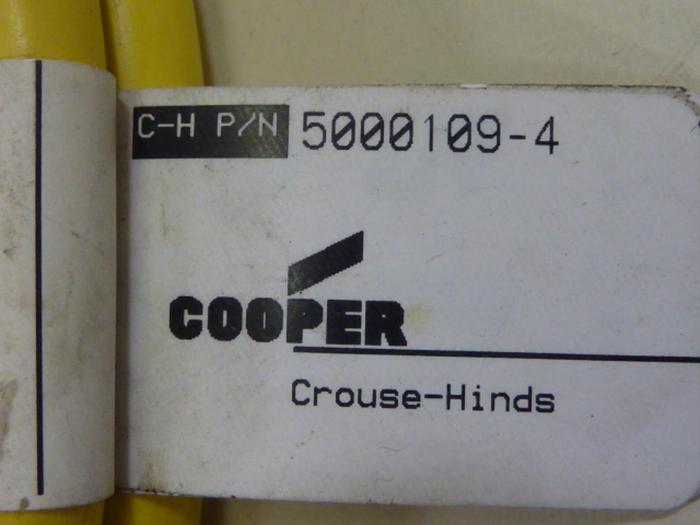 C-H P/N 5000109-4
COOPER
Crouse-Hinds